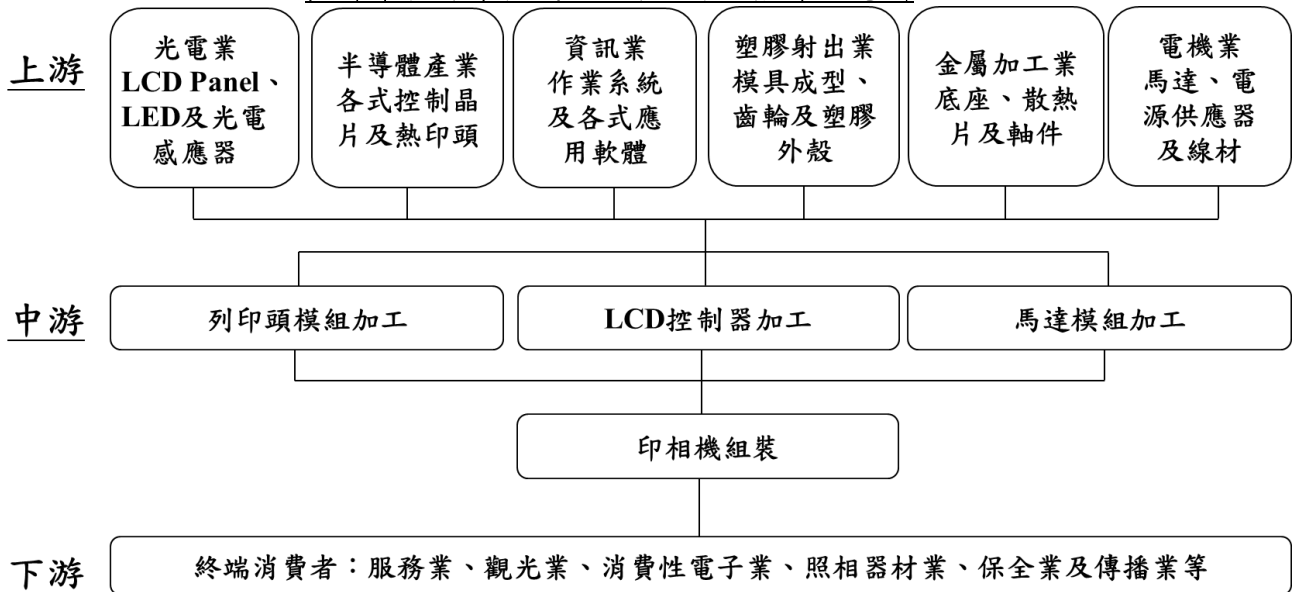 上游
光電業
LCD Panel、
LED及光電
感應器
半導體產業
各式控制晶
片及熱印頭
資訊業
作業系統
及各式應
用軟體
塑膠射出業
模具成型、
齒輪及塑膠
外殼
金屬加工業
底座、散熱
片及軸件
電機業
馬達、電
源供應器
及線材
中游
列印頭模組加工
LCD控制器加工
馬達模組加工
印相機組裝
下游
終端消費者：服務業、觀光業、消費性電子業、照相器材業、保全業及傳播業等